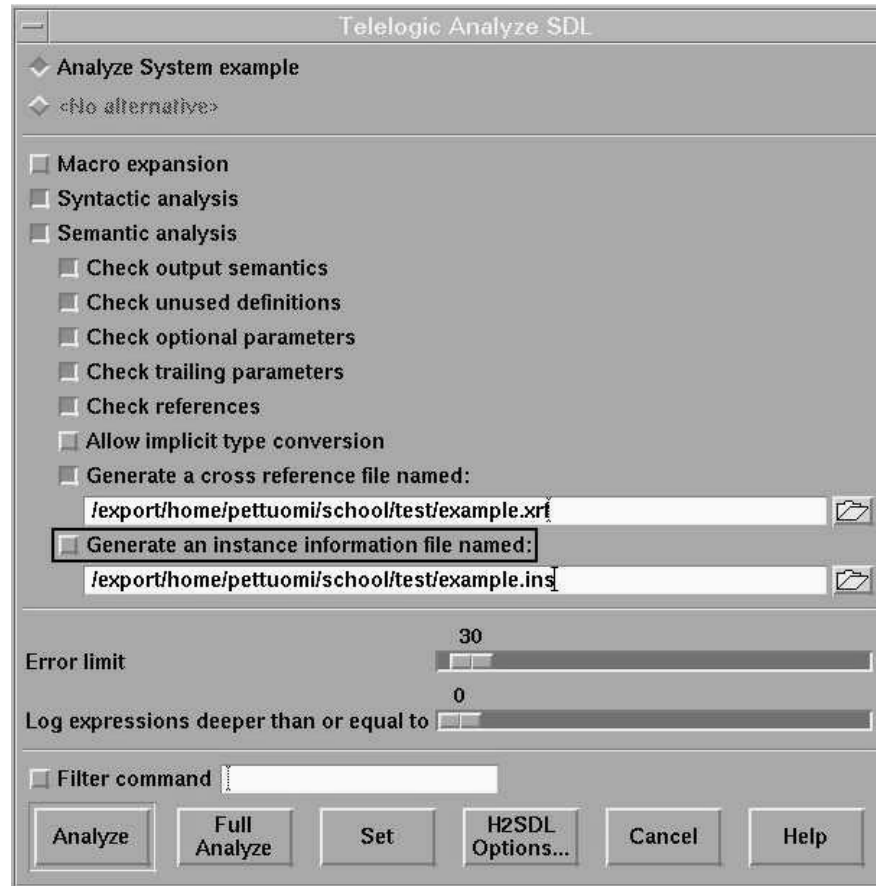 Telelogic Analyze SDL
Analyze System example
<No alternative>
Macro expansion
Syntactic analysis
Semantic analysis
Check output semantics
Check unused definitions
Check optional parameters
Check trailing parameters
Check references
Allow implicit type conversion
Generate a cross reference file named:
/export/home/pettuomi/school/test/example.xrf
Generate an instance information file named:
/export/home/pettuomi/school/test/example.ins
30
Error limit
0
Log expressions deeper than or equal to
Filter command
Analyze
Full
Analyze
Set
H2SDL
Options...
Cancel
Help